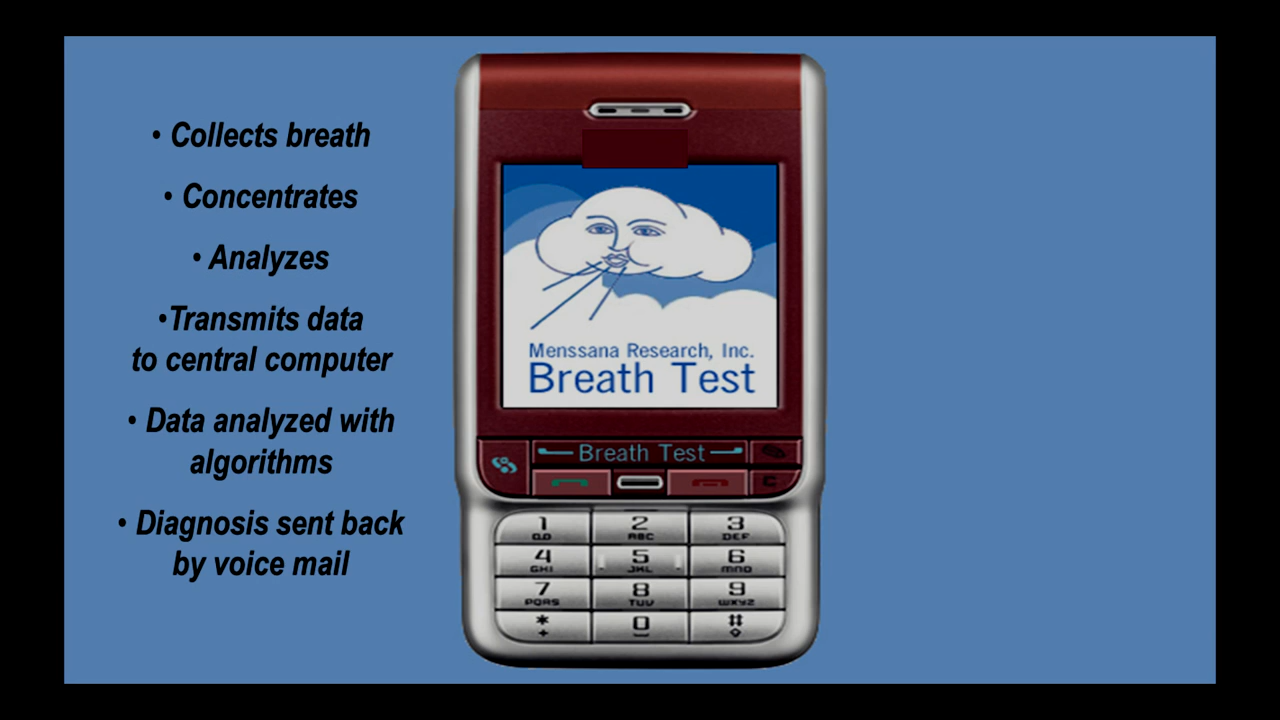 • Collects breath
• Concentrates
• Analyzes
•Transmits data
to central computer
• Data analyzed with
algorithms
• Diagnosis sent back
by voice mail
Menssana Research, Inc.
Breath Test
Breath Test
C
1 2 3
ABC DEF
4 5 6
GHI JKL MNO
7 8 9
PQRS TUV WXYZ
* 0 #
+